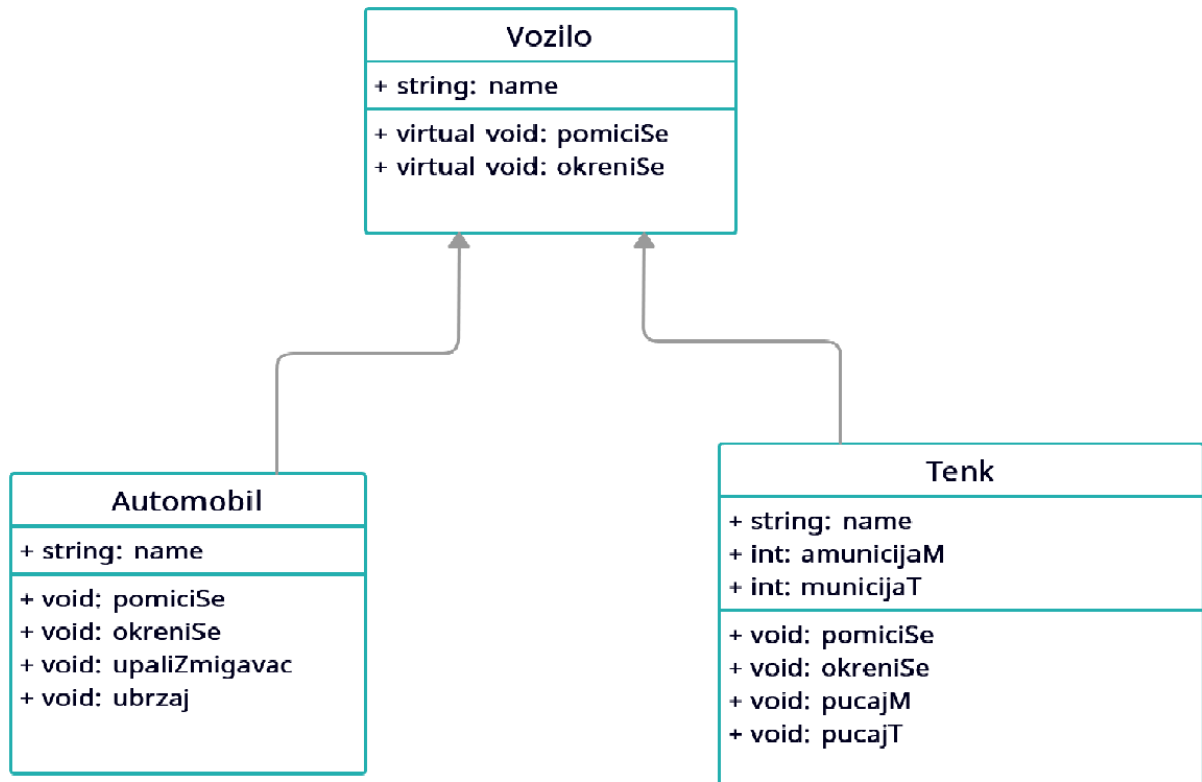 Vozilo
+ string: name
+ virtual void: pomiciSe
+ virtual void: okreniSe
Automobil
+ string: name
+ void: pomiciSe
+ void: okreniSe
+ void: upaliZmigavac
+ void: ubrzaj
Tenk
+ string: name
+ int: amunicijaM
+ int: municijaT
+ void: pomiciSe
+ void: okreniSe
+ void: pucajM
+ void: pucajT